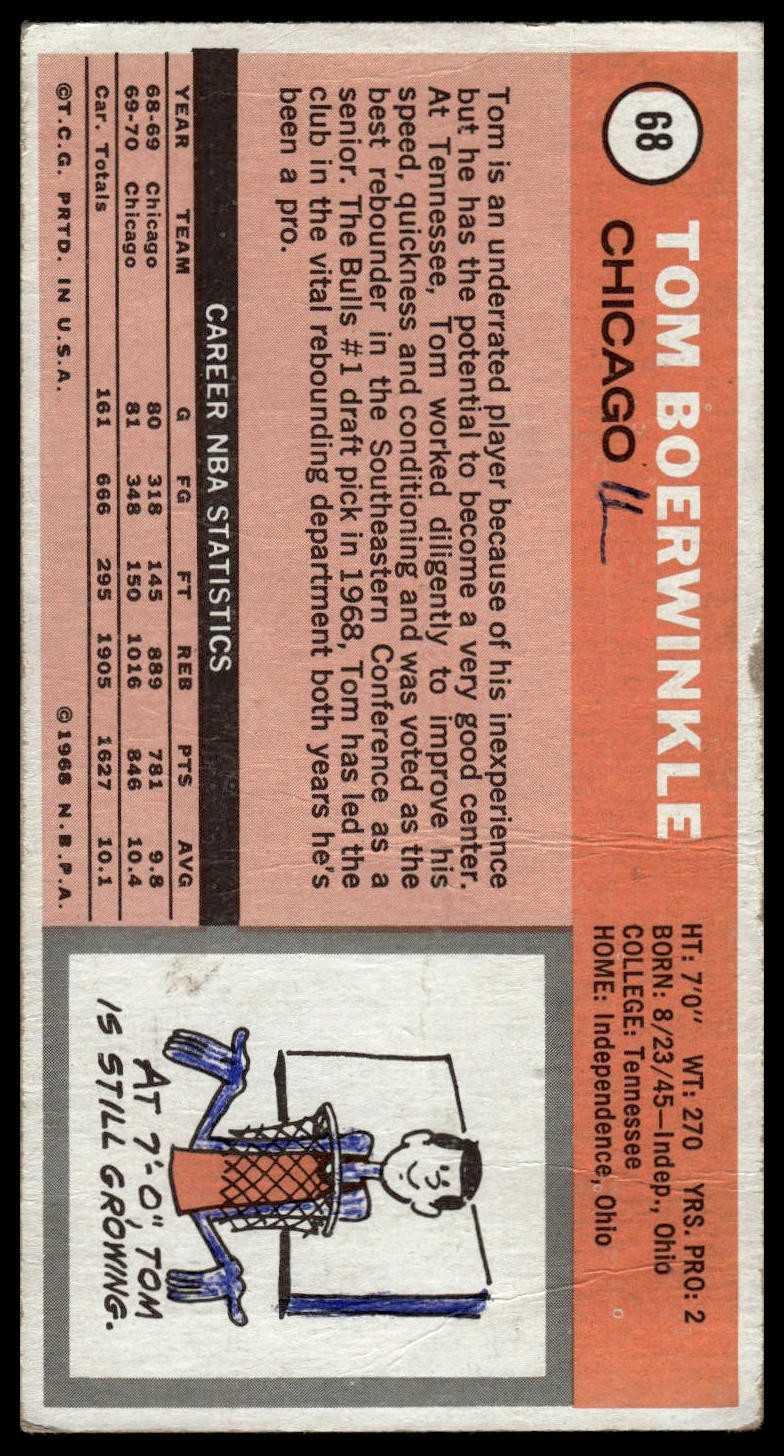 68
TOM BOERWINKLE
CHICAGO
HT: 7'0" WT: 270 YRS. PRO: 2
BORN: 8/23/45—Indep., Ohio
COLLEGE: Tennessee
HOME: Independence, Ohio
Tom is an underrated player because of his inexperience
but he has the potential to become a very good center.
At Tennessee, Tom worked diligently to improve his
speed, quickness and conditioning and was voted as the
best rebounder in the Southeastern Conference as a
senior. The Bulls #1 draft pick in 1968, Tom has led the
club in the vital rebounding department both years he's
been a pro.
CAREER NBA STATISTICS
YEAR TEAM G FG FT REB PTS AVG
68-69 Chicago 80 318 145 889 781 9.8
69-70 Chicago 81 348 150 1016 846 10.4
Car. Totals 161 666 295 1905 1627 10.1
©T.C.G. PRTD. IN U.S.A. ©1968 N.B.P.A.
AT 7'-0", TOM
IS STILL GROWING.